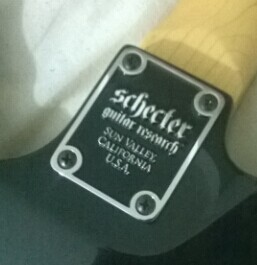 schecter
guitar research
SUN VALLEY,
CALIFORNIA
U.S.A.